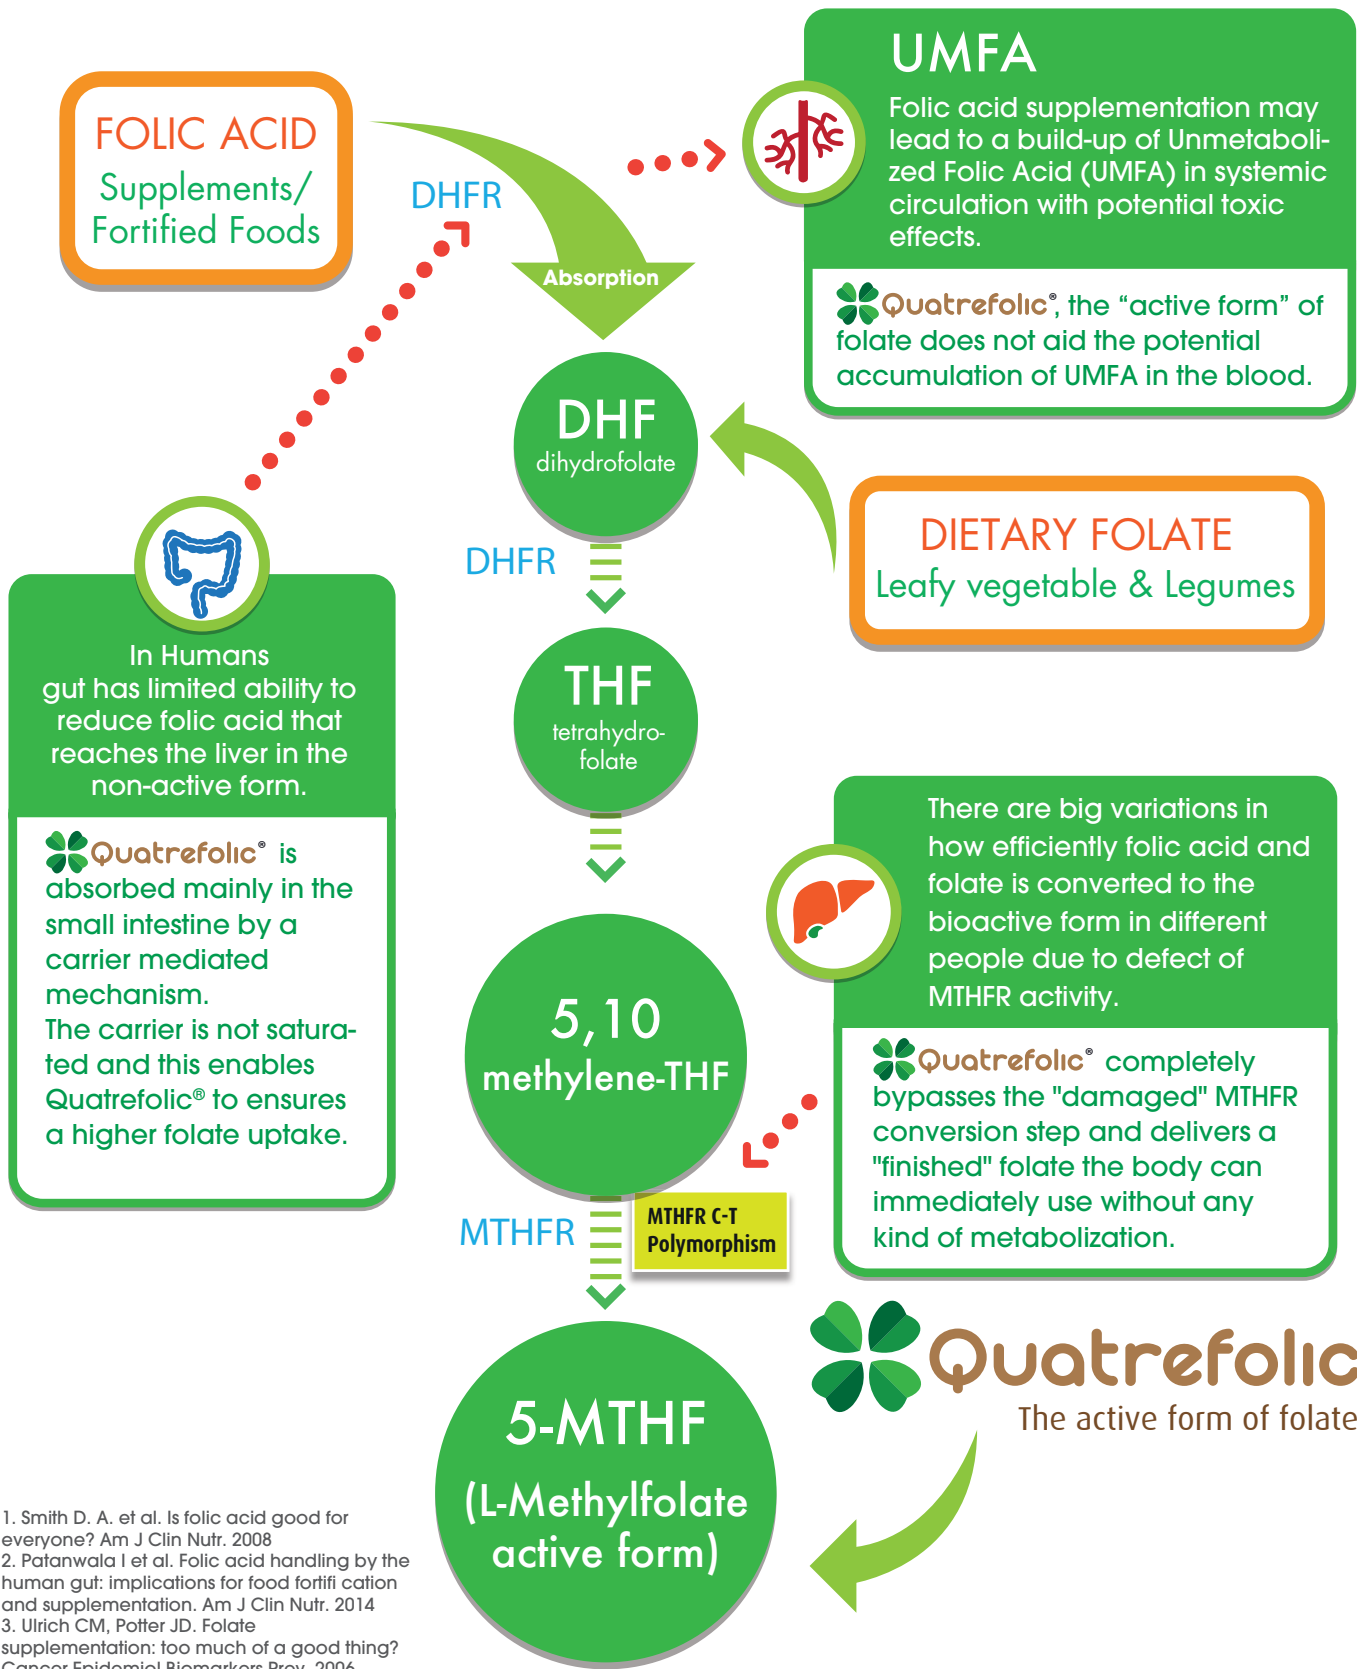 FOLIC ACID
Supplements/
Fortified Foods
DHFR
Absorption
UMFA
Folic acid supplementation may
lead to a build-up of Unmetaboli-
zed Folic Acid (UMFA) in systemic
circulation with potential toxic
effects.
Quatrefolic®, the “active form” of
folate does not aid the potential
accumulation of UMFA in the blood.
DHF
dihydrofolate
DIETARY FOLATE
Leafy vegetable & Legumes
DHFR
THF
tetrahydro-
folate
In Humans
gut has limited ability to
reduce folic acid that
reaches the liver in the
non-active form.
Quatrefolic® is
absorbed mainly in the
small intestine by a
carrier mediated
mechanism.
The carrier is not satura-
ted and this enables
Quatrefolic® to ensures
a higher folate uptake.
There are big variations in
how efficiently folic acid and
folate is converted to the
bioactive form in different
people due to defect of
MTHFR activity.
Quatrefolic® completely
bypasses the "damaged" MTHFR
conversion step and delivers a
"finished" folate the body can
immediately use without any
kind of metabolization.
5,10
methylene-THF
MTHFR
MTHFR C-T
Polymorphism
Quatrefolic
The active form of folate
5-MTHF
(L-Methylfolate
active form)
1. Smith D. A. et al. Is folic acid good for
everyone? Am J Clin Nutr. 2008
2. Patanwala I et al. Folic acid handling by the
human gut: implications for food fortifi cation
and supplementation. Am J Clin Nutr. 2014
3. Ulrich CM, Potter JD. Folate
supplementation: too much of a good thing?
Cancer Epidemiol Biomarkers Prev. 2006